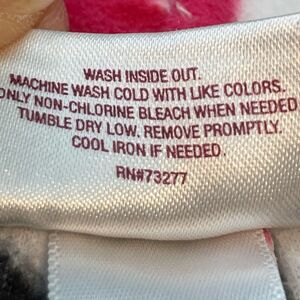 WASH INSIDE OUT.
MACHINE WASH COLD WITH LIKE COLORS.
ONLY NON-CHLORINE BLEACH WHEN NEEDED
TUMBLE DRY LOW. REMOVE PROMPTLY.
COOL IRON IF NEEDED.
RN#73277